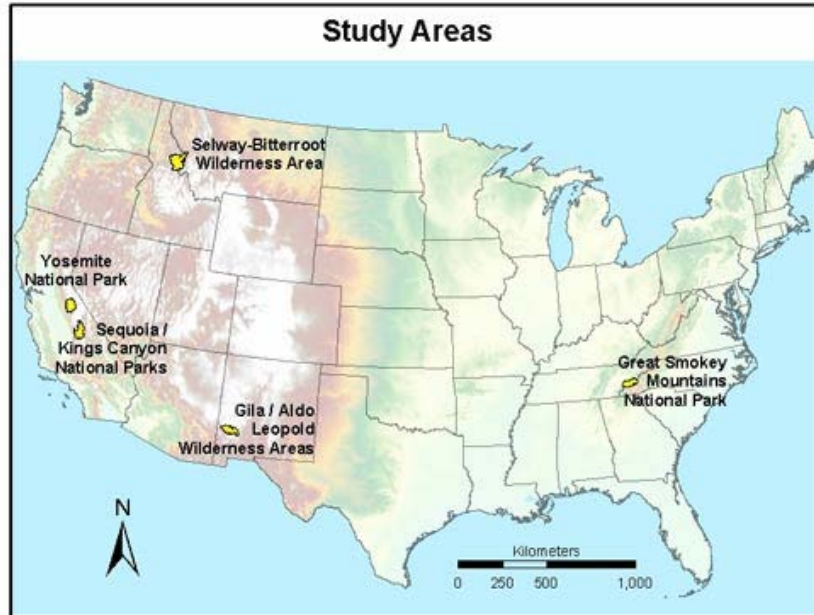 Study Areas
Selway-Bitterroot
Wilderness Area
Yosemite
National Park
Sequoia /
Kings Canyon
National Parks
Great Smokey
Mountains
National Park
Gila / Aldo
Leopold
Wilderness Areas
N
Kilometers
0 250 500 1,000